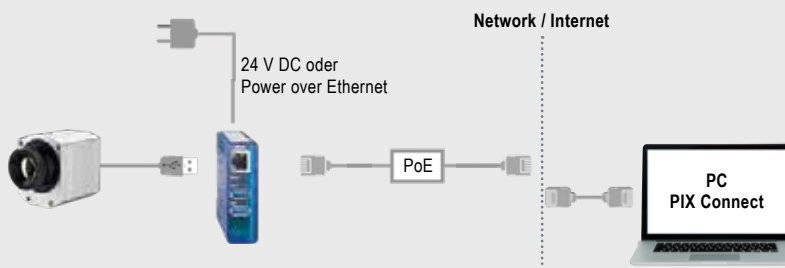 Network / Internet
24 V DC oder
Power over Ethernet
PoE
PC
PIX Connect